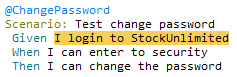 @ChangePassword
Scenario: Test change password
Given I login to StockUnlimited
When I can enter to security
Then I can change the password